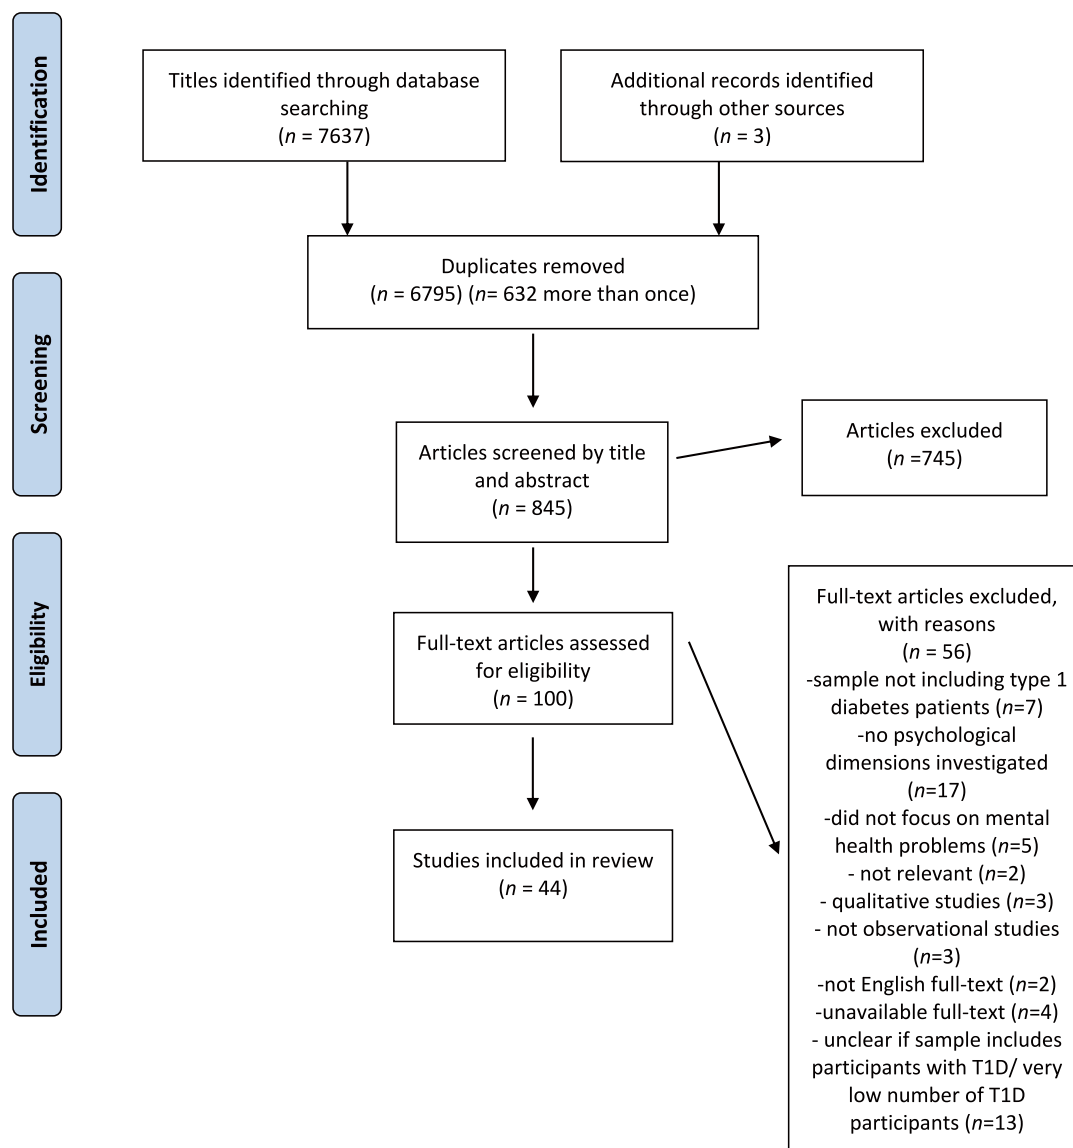 Identification
Titles identified through database
searching
(n = 7637)
Additional records identified
through other sources
(n = 3)
Duplicates removed
(n = 6795) (n= 632 more than once)
Screening
Articles screened by title
and abstract
(n = 845)
Articles excluded
(n =745)
Eligibility
Full-text articles assessed
for eligibility
(n = 100)
Full-text articles excluded,
with reasons
(n = 56)
-sample not including type 1
diabetes patients (n=7)
-no psychological
dimensions investigated
(n=17)
-did not focus on mental
health problems (n=5)
- not relevant (n=2)
- qualitative studies (n=3)
- not observational studies
(n=3)
-not English full-text (n=2)
-unavailable full-text (n=4)
- unclear if sample includes
participants with T1D/ very
low number of T1D
participants (n=13)
Included
Studies included in review
(n = 44)